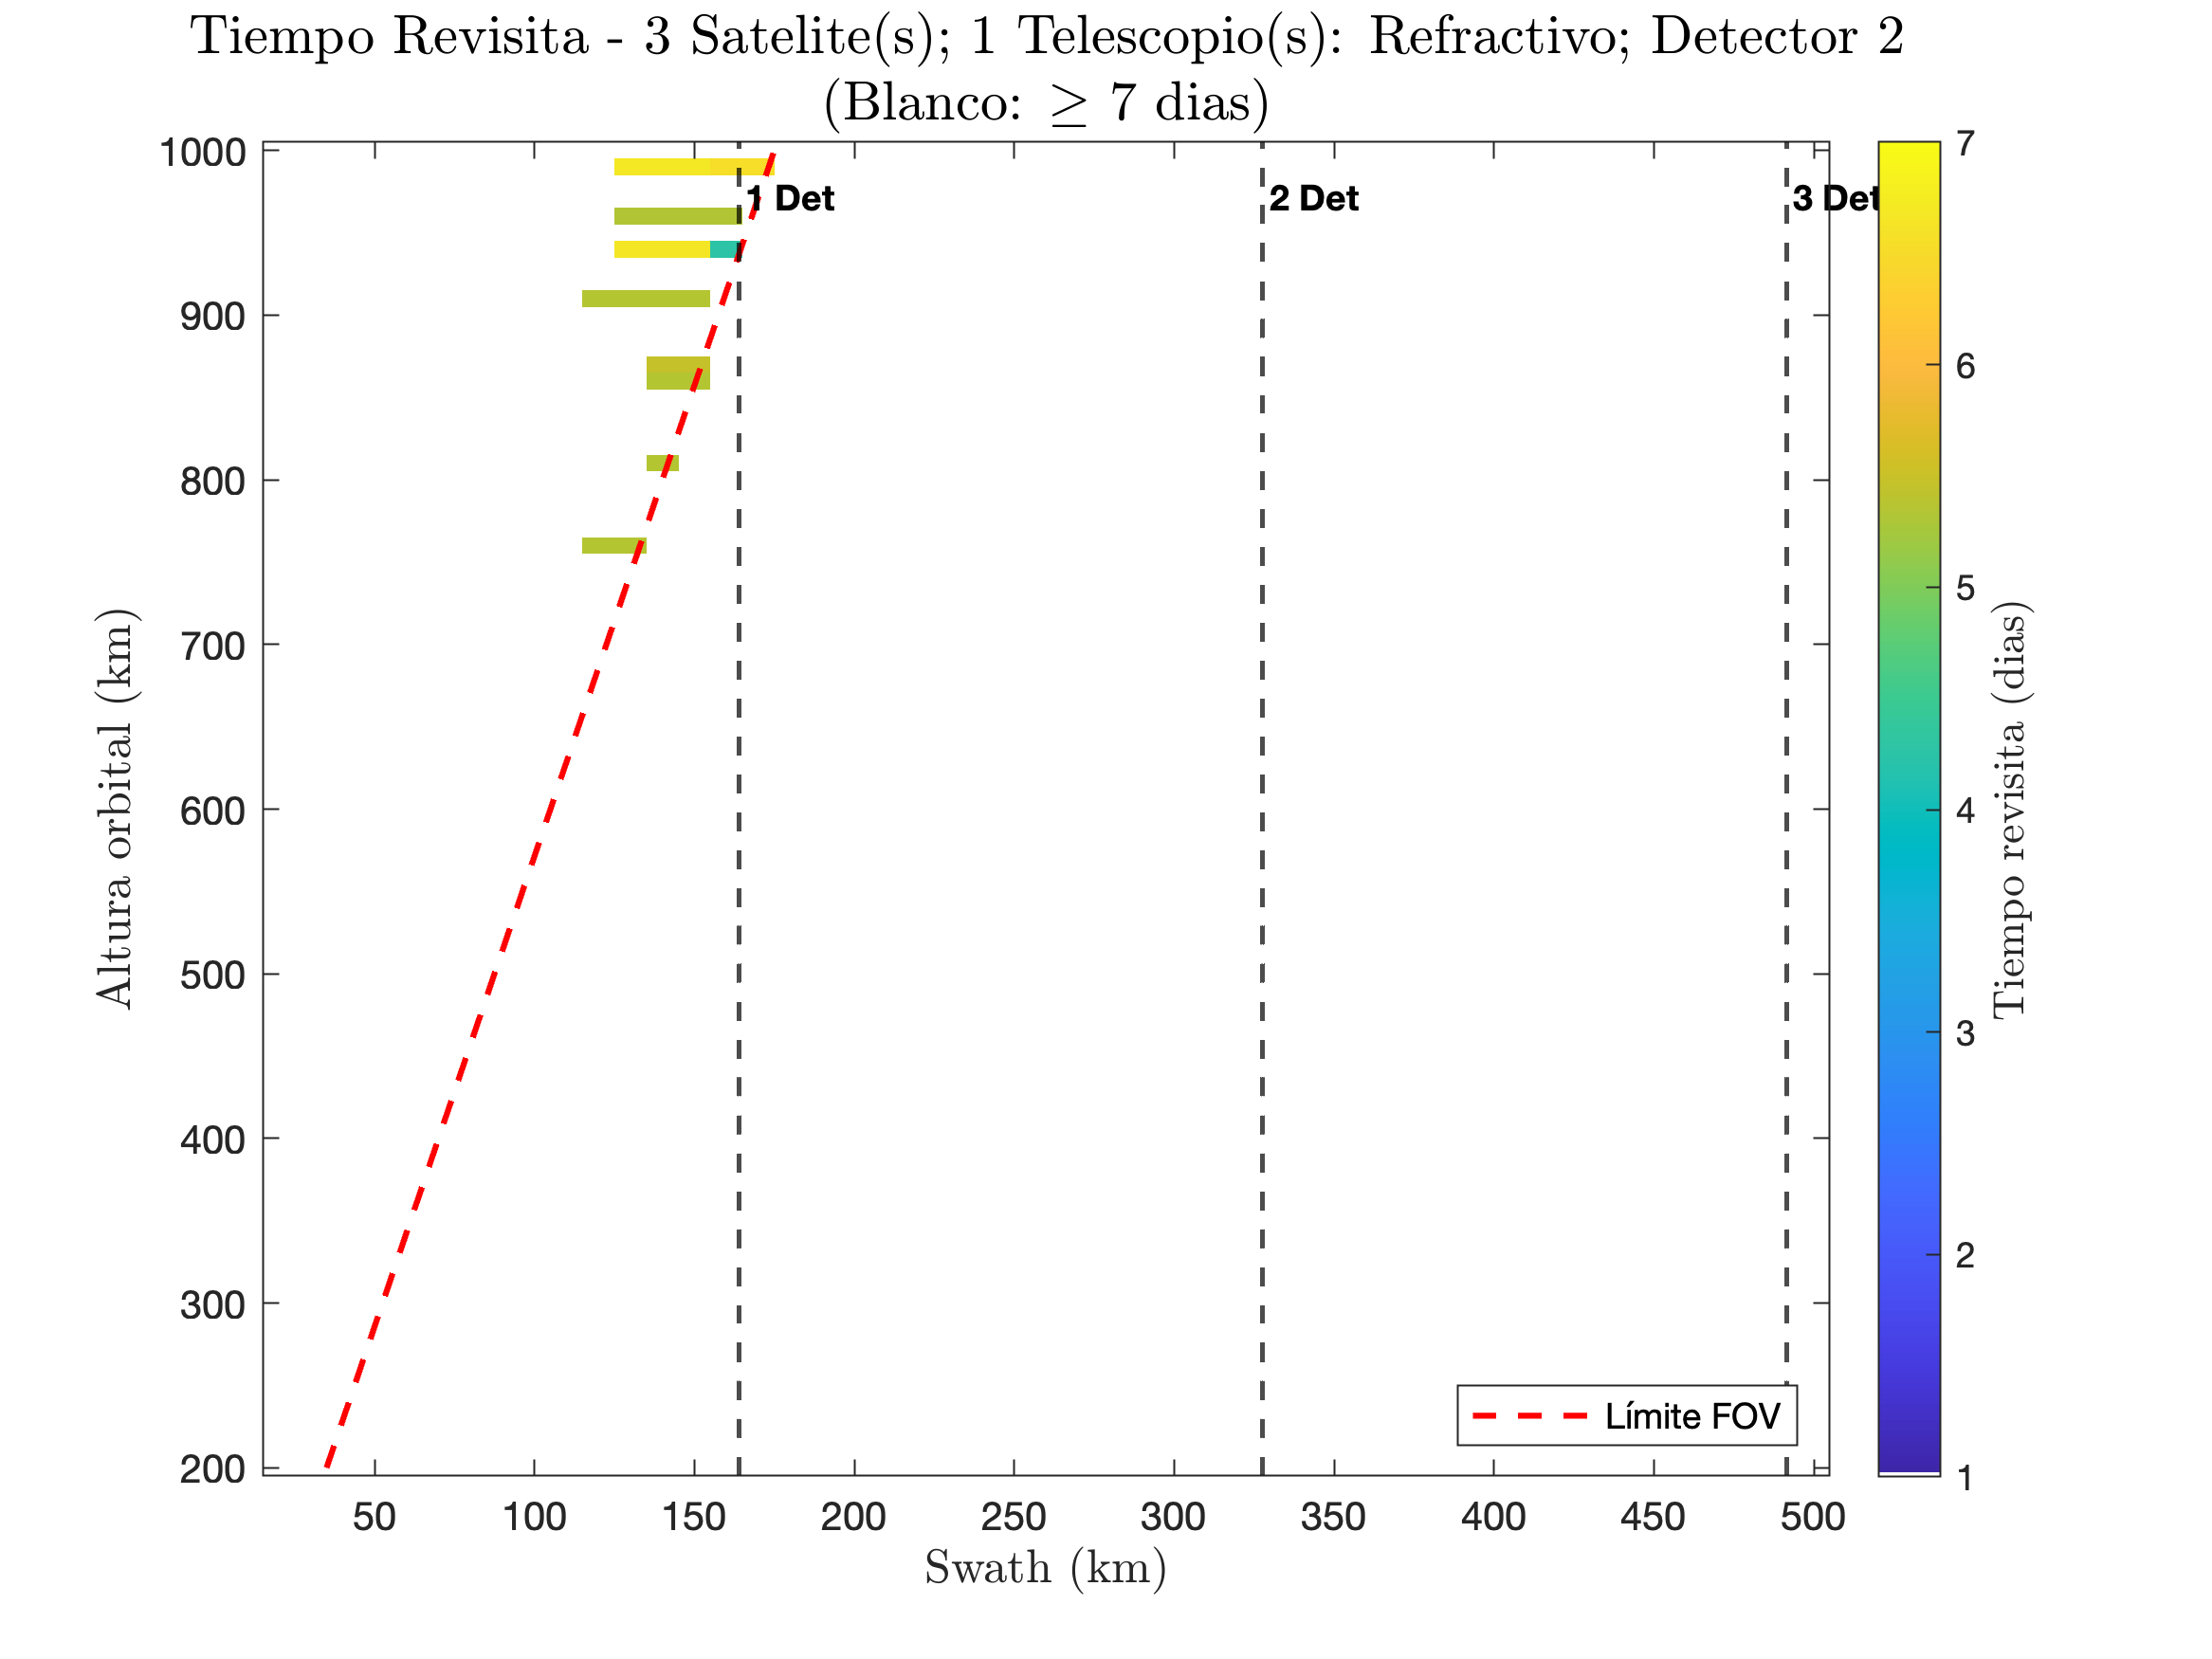 Tiempo Revisita - 3 Satelite(s); 1 Telescopio(s): Refractivo; Detector 2
(Blanco: ≥ 7 dias)
1000
900
800
700
600
500
400
300
200
Altura orbital (km)
1 Det
2 Det
3 Det
Límite FOV
50
100
150
200
250
300
350
400
450
500
Swath (km)
7
6
5
4
3
2
1
Tiempo revisita (dias)